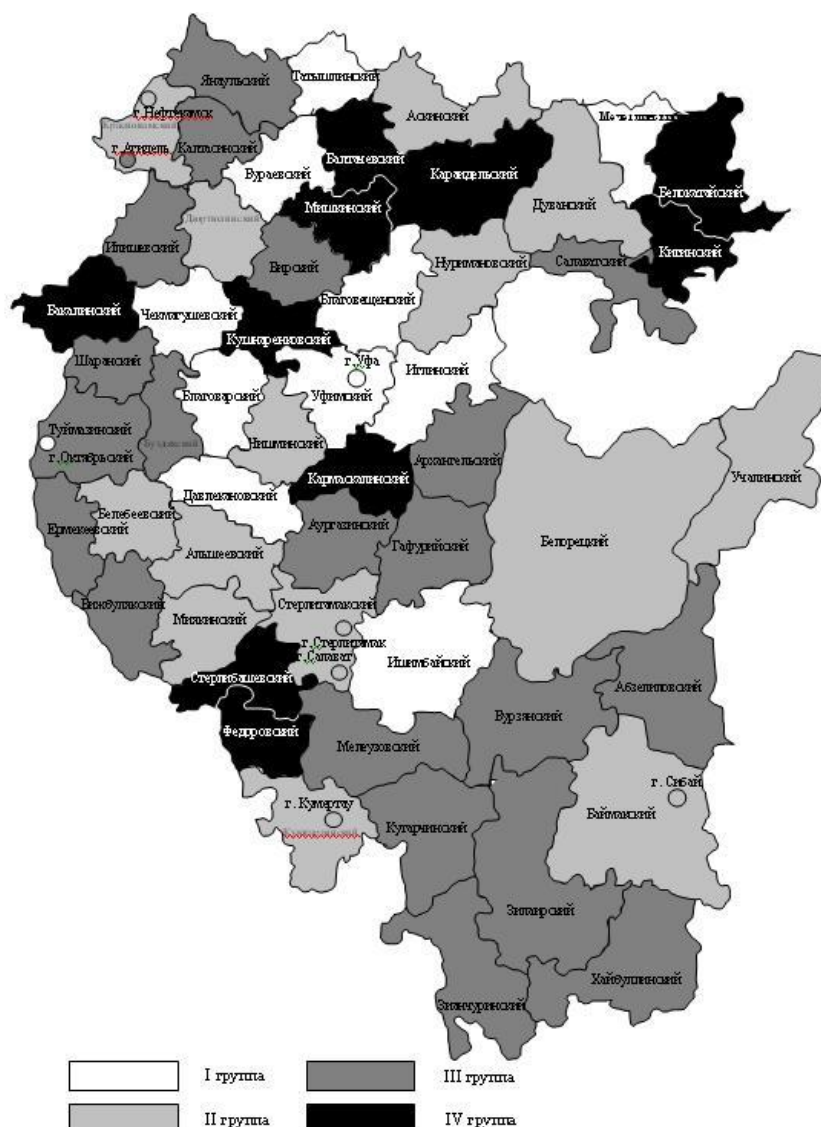 Янаульский
Татышлинский
Аскинский
г.Нефтекамск
г.Агидель
Калтасинский
Балтачевский
Бураевский
Караидельский
Белокатайский
Мишкинский
Дуванский
Илишевский
Бирский
Нуримановский
Салаватский
Кигинский
Бакалинский
Чекмагушевский
Благовещенский
Кушнаренковский
Шаранский
г.Уфа
Иглинский
Благоварский
Уфимский
Туймазинский
г.Октябрьский
Архангельский
Кармаскалинский
Учалинский
Давлекановский
Белебеевский
Ермекеевский
Аургазинский
Белорецкий
Альшеевский
Гафурийский
Стерлитамакский
Миякинский
г.Стерлитамак
г.Салават
Ишимбайский
Стерлибашевский
Абзелиловский
Федоровский
г. Сибай
г. Кумертау
Баймакский
Кугарчинский
Зилаирский
Хайбуллинский
Зианчуринский
I группа
III группа
II группа
IV группа